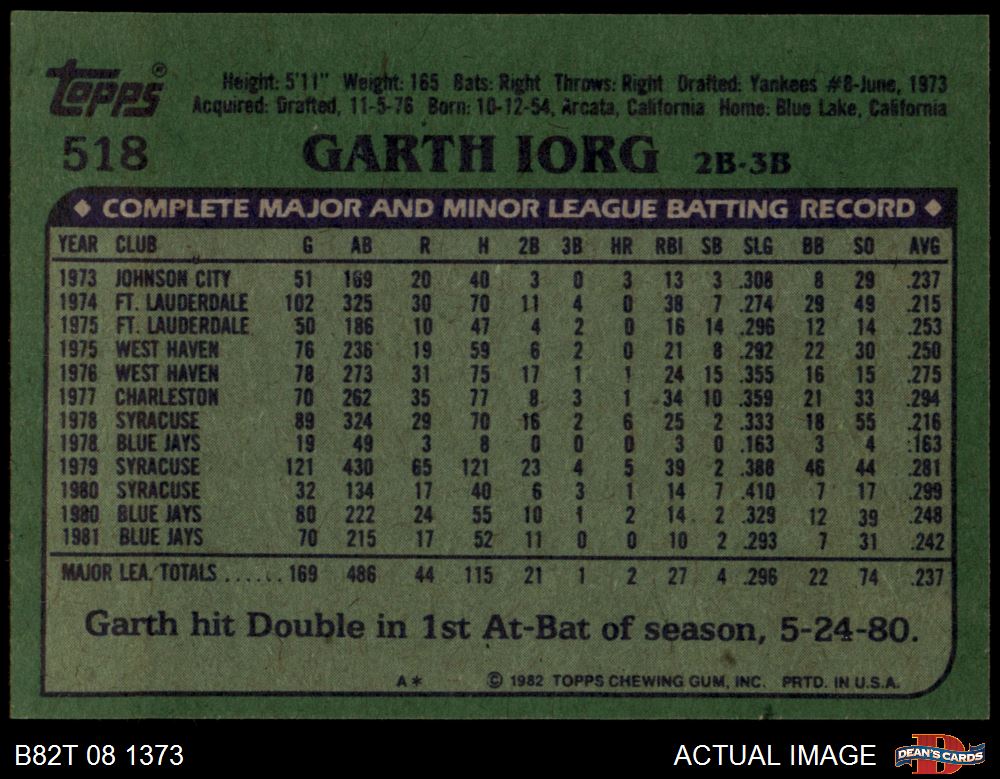 Topps®
Height: 5'11" Weight: 165 Bats: Right Throws: Right Drafted: Yankees #8-June, 1973
Acquired: Drafted, 11-5-76 Born: 10-12-54, Arcata, California Home: Blue Lake, California
518 GARTH IORG 2B-3B
◆ COMPLETE MAJOR AND MINOR LEAGUE BATTING RECORD ◆
YEAR CLUB G AB R H 2B 3B HR RBI SB SLG BB SO AVG
1973 JOHNSON CITY 51 169 20 40 3 0 3 13 3 .308 8 29 .237
1974 FT. LAUDERDALE 102 325 30 70 11 4 0 38 7 .274 29 49 .215
1975 FT. LAUDERDALE 50 186 10 47 4 2 0 16 14 .296 12 14 .253
1975 WEST HAVEN 76 236 19 59 6 2 0 21 8 .292 22 30 .250
1976 WEST HAVEN 78 273 31 75 17 1 1 24 15 .355 16 15 .275
1977 CHARLESTON 70 262 35 77 8 3 1 34 10 .359 21 33 .294
1978 SYRACUSE 89 324 29 70 16 2 6 25 2 .333 18 55 .216
1978 BLUE JAYS 19 49 3 8 0 0 0 3 0 .163 3 4 .163
1979 SYRACUSE 121 430 65 121 23 4 5 39 2 .388 46 44 .281
1980 SYRACUSE 32 134 17 40 6 3 1 14 7 .410 7 17 .299
1980 BLUE JAYS 80 222 24 55 10 1 2 14 2 .329 12 39 .248
1981 BLUE JAYS 70 215 17 52 11 0 0 10 2 .293 7 31 .242
MAJOR LEA. TOTALS ...... 169 486 44 115 21 1 2 27 4 .296 22 74 .237
Garth hit Double in 1st At-Bat of season, 5-24-80.
A* © 1982 TOPPS CHEWING GUM, INC. PRTD. IN U.S.A.
B82T 08 1373 ACTUAL IMAGE DEAN'S CARDS